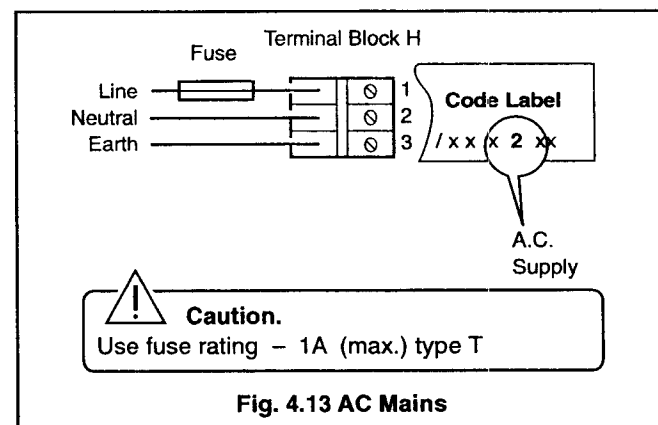 Terminal Block H
Fuse
Line
Neutral
Earth
1
2
3
Code Label
/ x x x 2 xx
A.C.
Supply
!
Caution.
Use fuse rating – 1A (max.) type T
Fig. 4.13 AC Mains